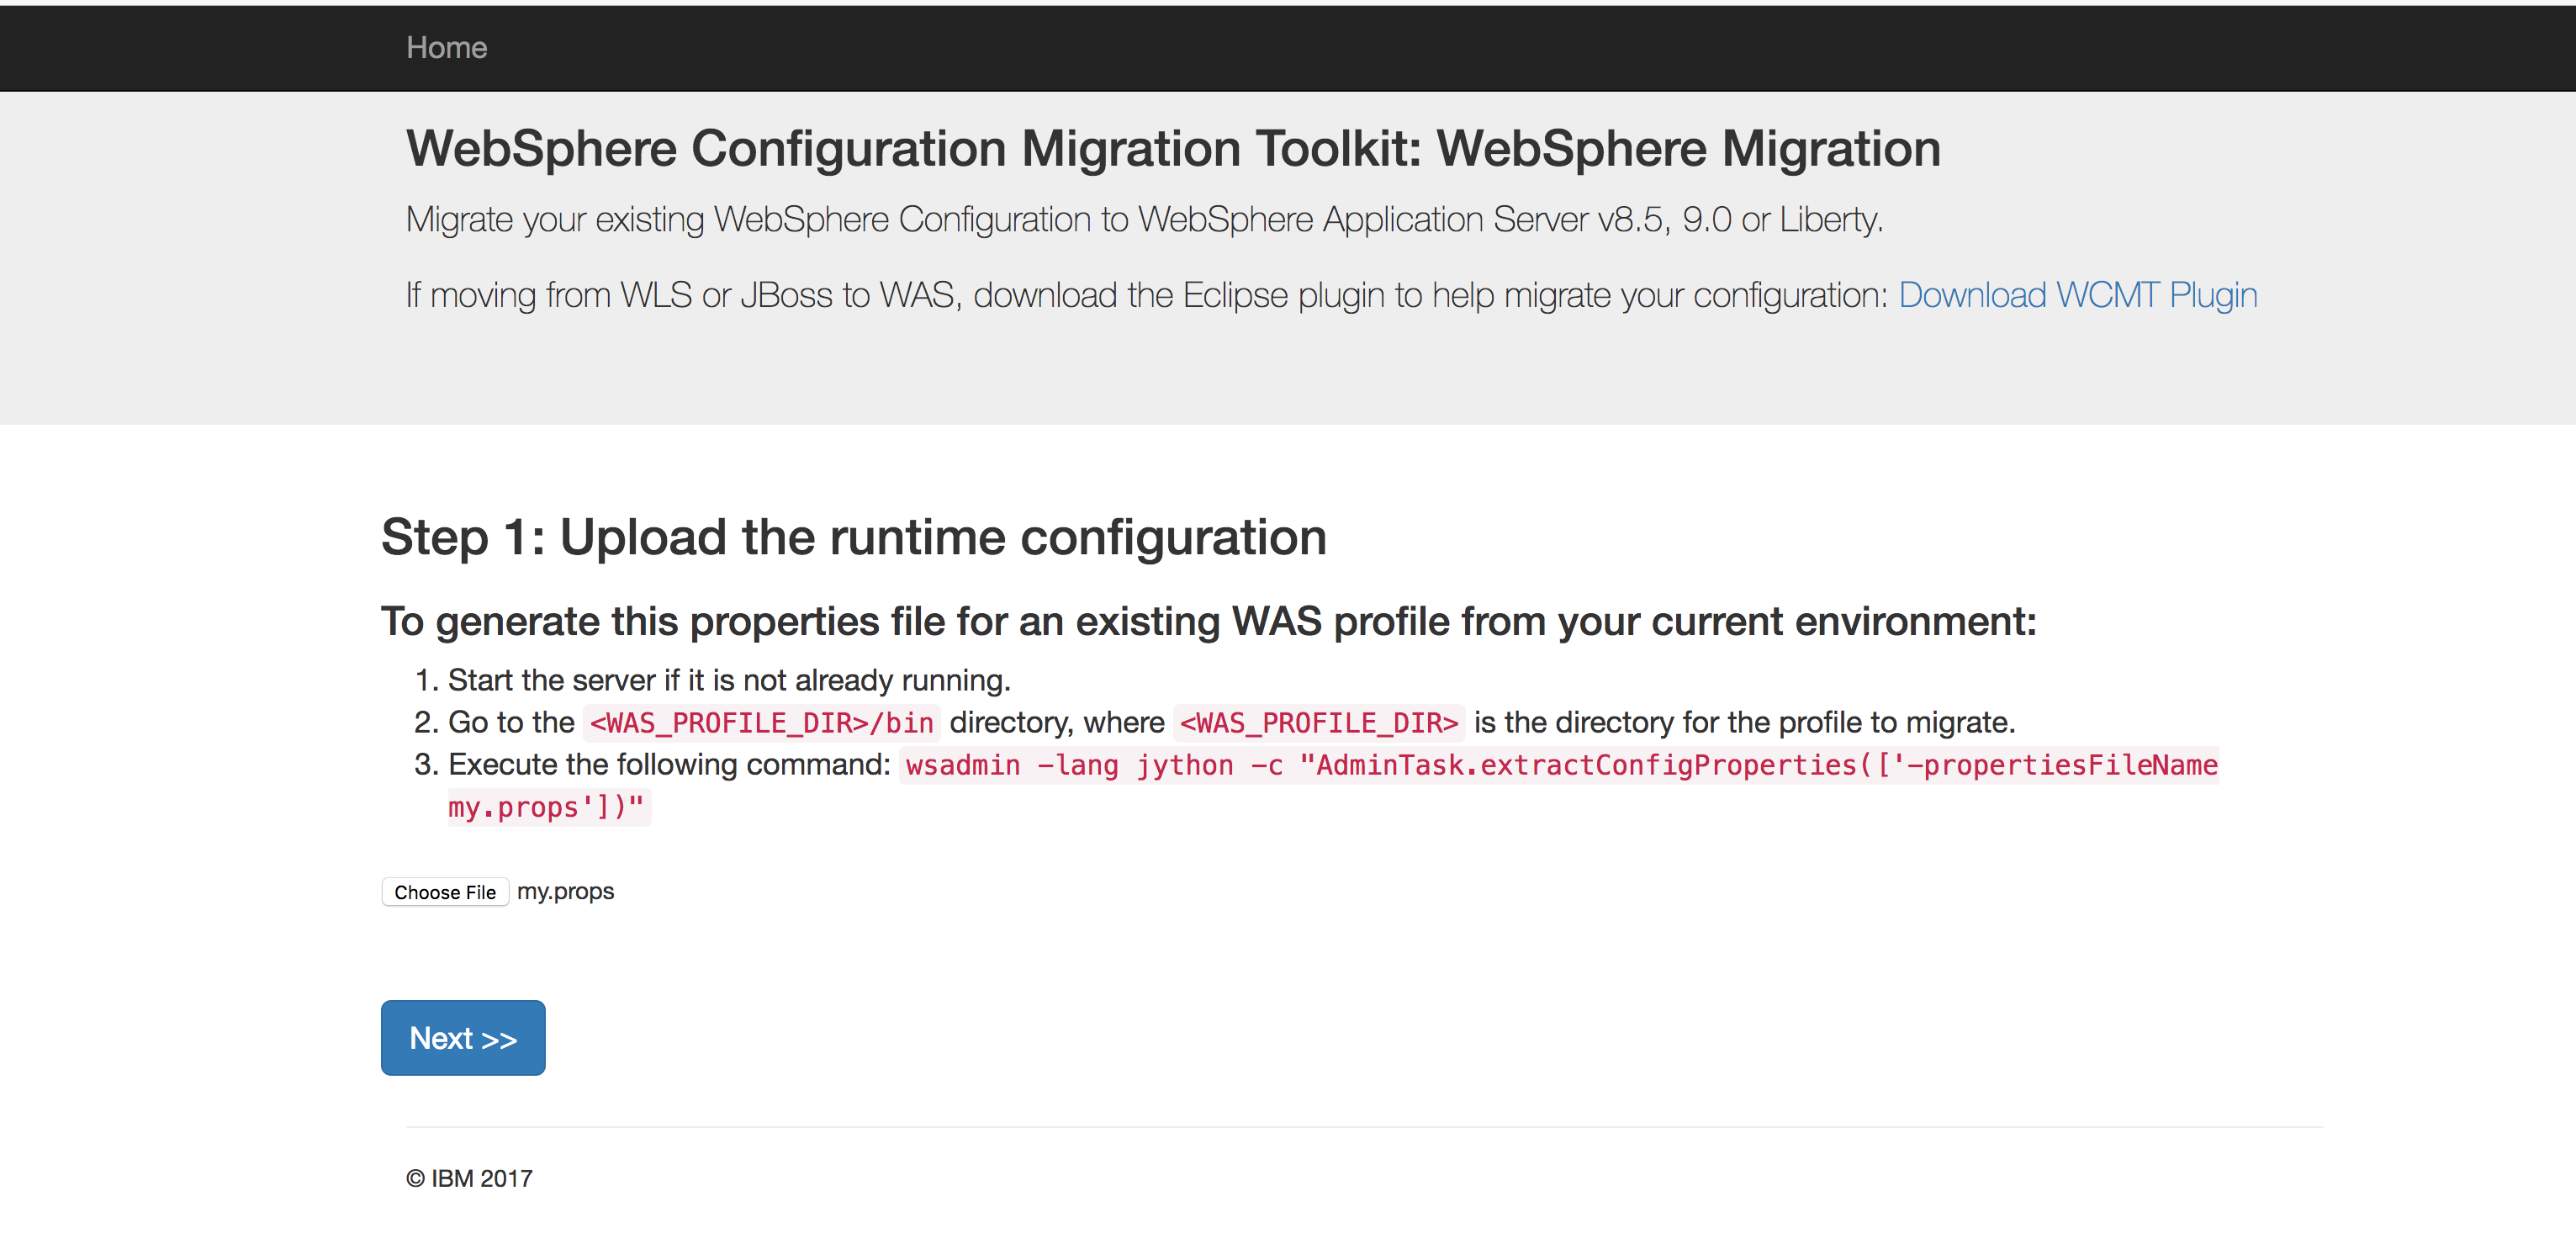 Home
WebSphere Configuration Migration Toolkit: WebSphere Migration
Migrate your existing WebSphere Configuration to WebSphere Application Server v8.5, 9.0 or Liberty.
If moving from WLS or JBoss to WAS, download the Eclipse plugin to help migrate your configuration: Download WCMT Plugin
Step 1: Upload the runtime configuration
To generate this properties file for an existing WAS profile from your current environment:
1. Start the server if it is not already running.
2. Go to the <WAS_PROFILE_DIR>/bin directory, where <WAS_PROFILE_DIR> is the directory for the profile to migrate.
3. Execute the following command: wsadmin -lang jython -c "AdminTask.extractConfigProperties(['-propertiesFileName
my.props'])"
Choose File my.props
Next >>
© IBM 2017